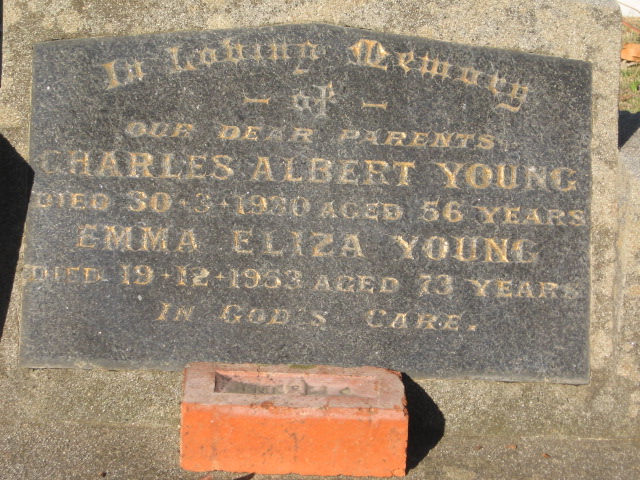 In Loving Memory
— of —
OUR DEAR PARENTS
CHARLES ALBERT YOUNG
DIED 30·3·1930 AGED 56 YEARS
EMMA ELIZA YOUNG
DIED 19·12·1953 AGED 73 YEARS
IN GOD'S CARE.